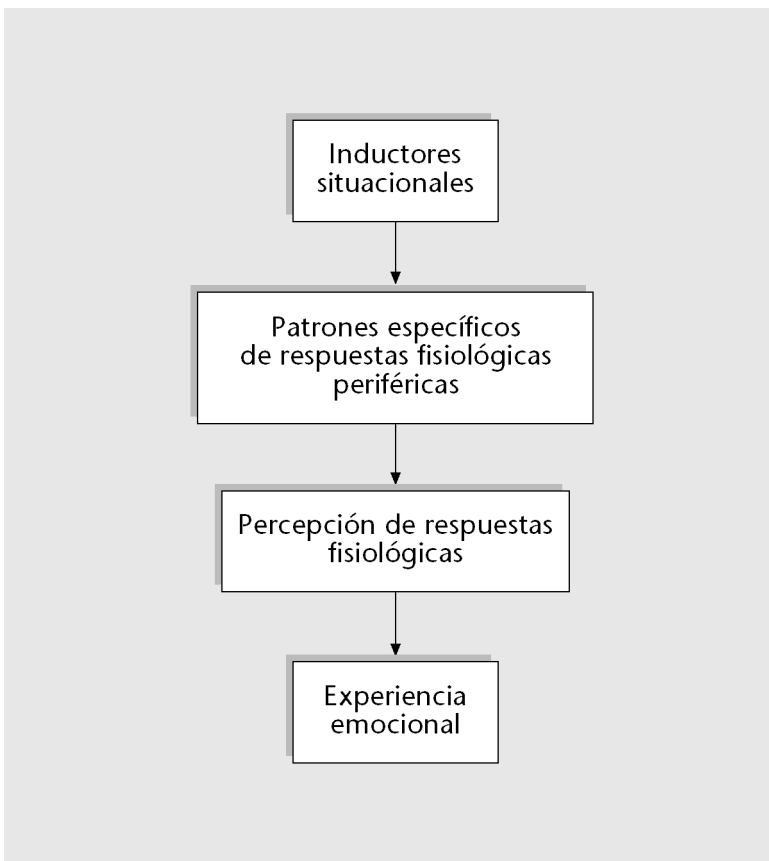 Inductores
situacionales
Patrones específicos
de respuestas fisiológicas
periféricas
Percepción de respuestas
fisiológicas
Experiencia
emocional